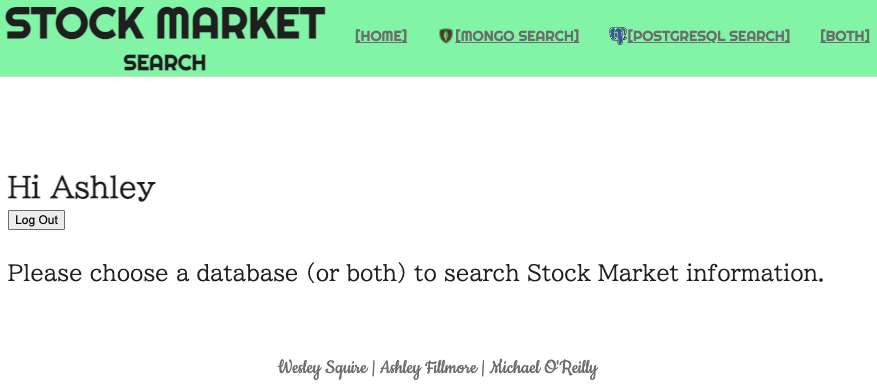 STOCK MARKET
SEARCH
[HOME] [MONGO SEARCH] [POSTGRESQL SEARCH] [BOTH]
Hi Ashley
Log Out
Please choose a database (or both) to search Stock Market information.
Wesley Squire | Ashley Fillmore | Michael O'Reilly